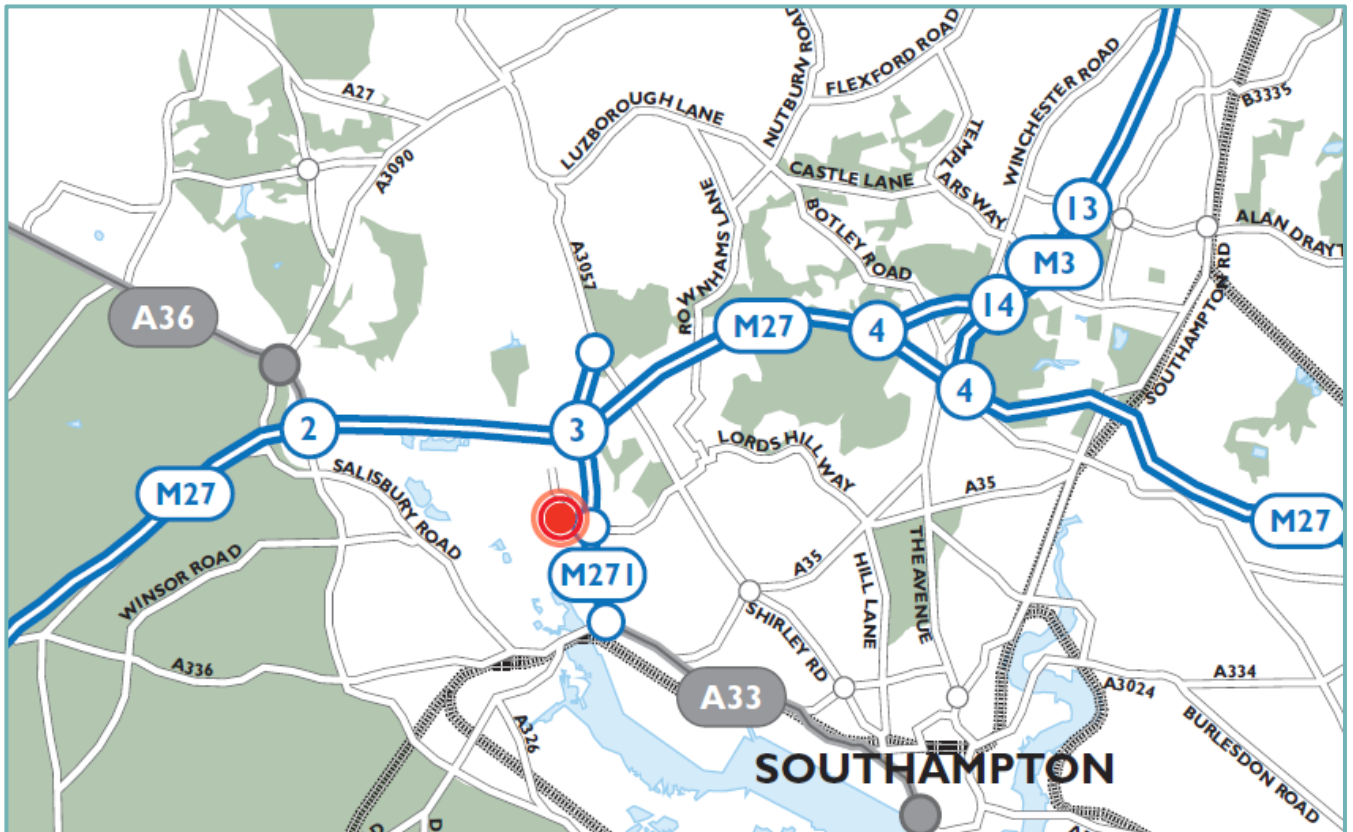 NUTBURN ROAD
FLEXFORD ROAD
WINCHESTER ROAD
A27
B3335
LUZBOROUGH LANE
A3090
TEMPLARS WAY
CASTLE LANE
ROWNHAMS LANE
13
BOTLEY ROAD
ALAN DRAYT
A3057
M3
A36
14
SOUTHAMPTON RD
M27
4
4
2
3
LORDS HILL WAY
SALISBURY ROAD
M27
A35
M27
WINSOR ROAD
A35
HILL LANE
THE AVENUE
M271
SHIRLEY RD
A336
A334
A3024
A33
A326
BURLESDON ROAD
SOUTHAMPTON
D
D